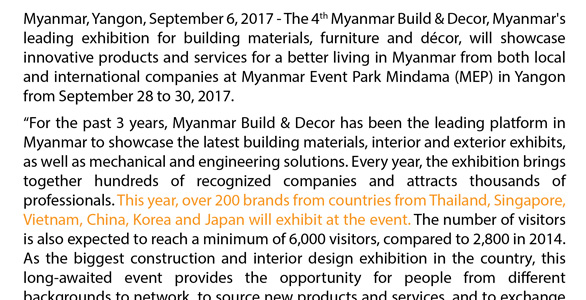 Myanmar, Yangon, September 6, 2017 - The 4th Myanmar Build & Decor, Myanmar's
leading exhibition for building materials, furniture and décor, will showcase
innovative products and services for a better living in Myanmar from both local
and international companies at Myanmar Event Park Mindama (MEP) in Yangon
from September 28 to 30, 2017.
“For the past 3 years, Myanmar Build & Decor has been the leading platform in
Myanmar to showcase the latest building materials, interior and exterior exhibits,
as well as mechanical and engineering solutions. Every year, the exhibition brings
together hundreds of recognized companies and attracts thousands of
professionals. This year, over 200 brands from countries from Thailand, Singapore,
Vietnam, China, Korea and Japan will exhibit at the event. The number of visitors
is also expected to reach a minimum of 6,000 visitors, compared to 2,800 in 2014.
As the biggest construction and interior design exhibition in the country, this
long-awaited event provides the opportunity for people from different
backgrounds to network, to source new products and services, and to exchange